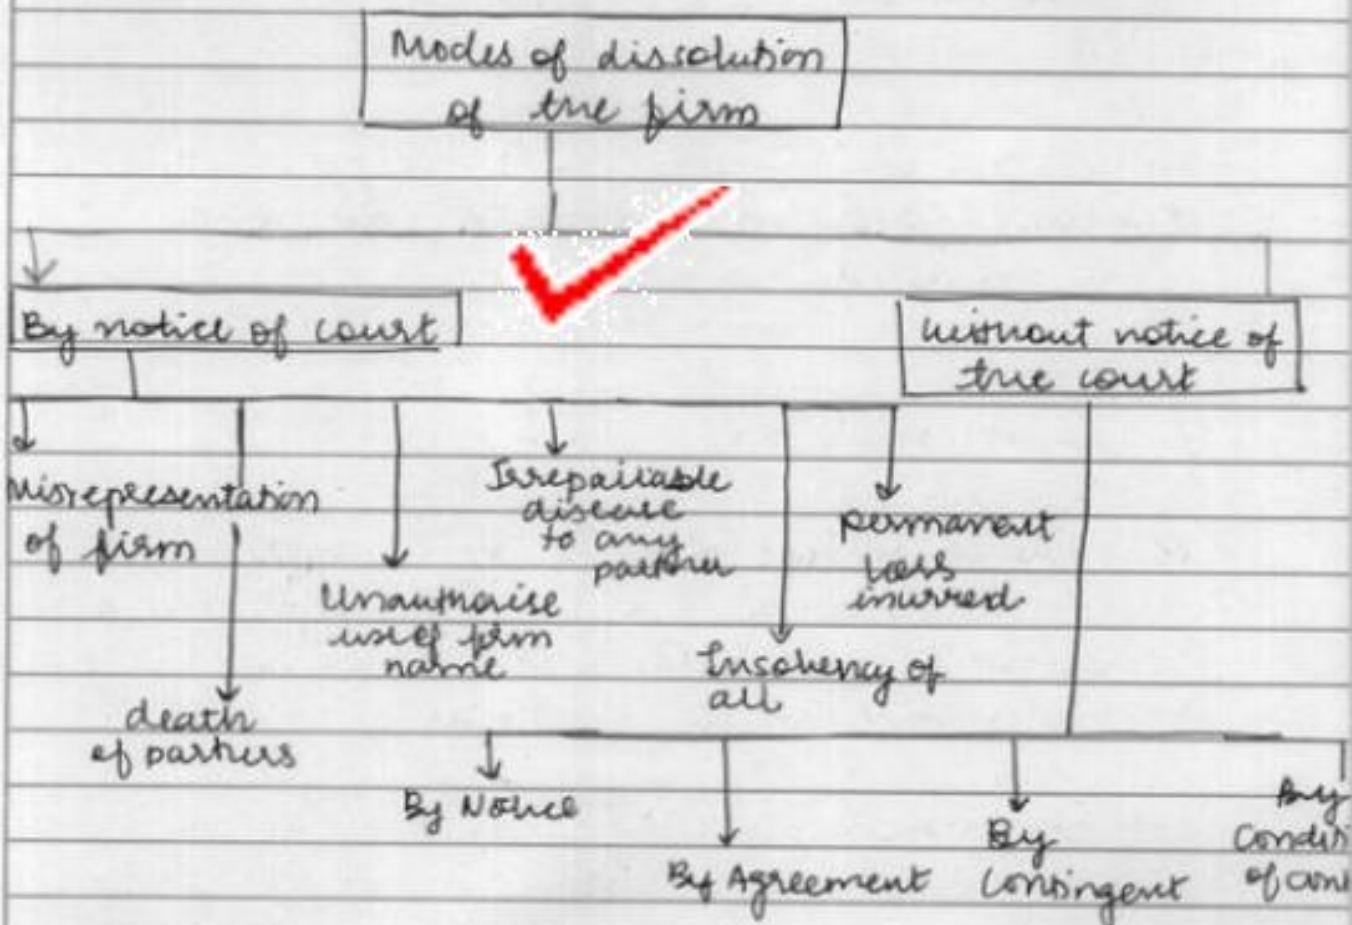 Modes of dissolution
of the firm
By notice of court
without notice of
the court
Misrepresentation
of firm
death
of partners
Unauthorise
use of firm
name
Irrepairable
disease
to any
partner
Insolvency of
all
permanent
loss
incurred
By Notice
By Agreement
By
Contingent
By